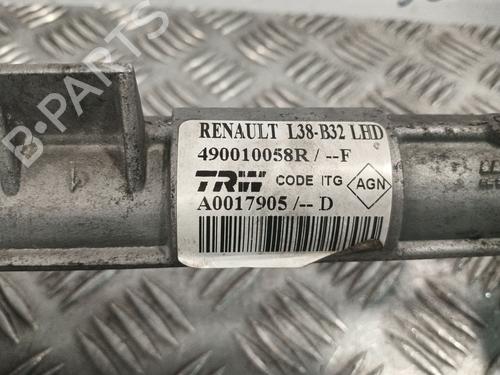 RENAULT L38-B32 LHD
490010058R / --F
TRW CODE ITG AGN
A0017905 /-- D
B-PARTS